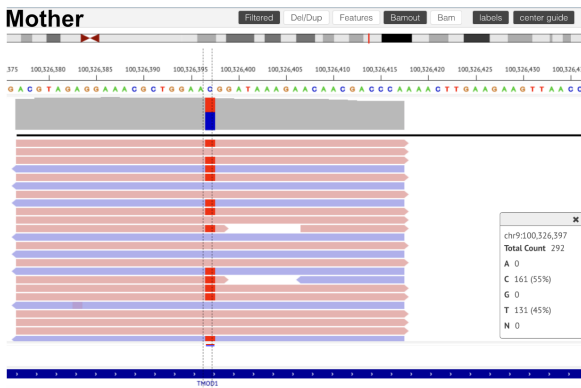 Mother
Filtered Del/Dup Features Bamout Bam labels center guide
375 100,326,380 100,326,385 100,326,390 100,326,395 100,326,400 100,326,405 100,326,410 100,326,415 100,326,420 100,326,425 100,326,430 100,326,4
G A C G T A G A G G A A A C G C T G G A A C G G A T A A A G A A C A A C G A C C C A A A A C T T G A A G A A G T T A A C C
chr9:100,326,397
Total Count 292
A 0
C 161 (55%)
G 0
T 131 (45%)
N 0
TMOD1